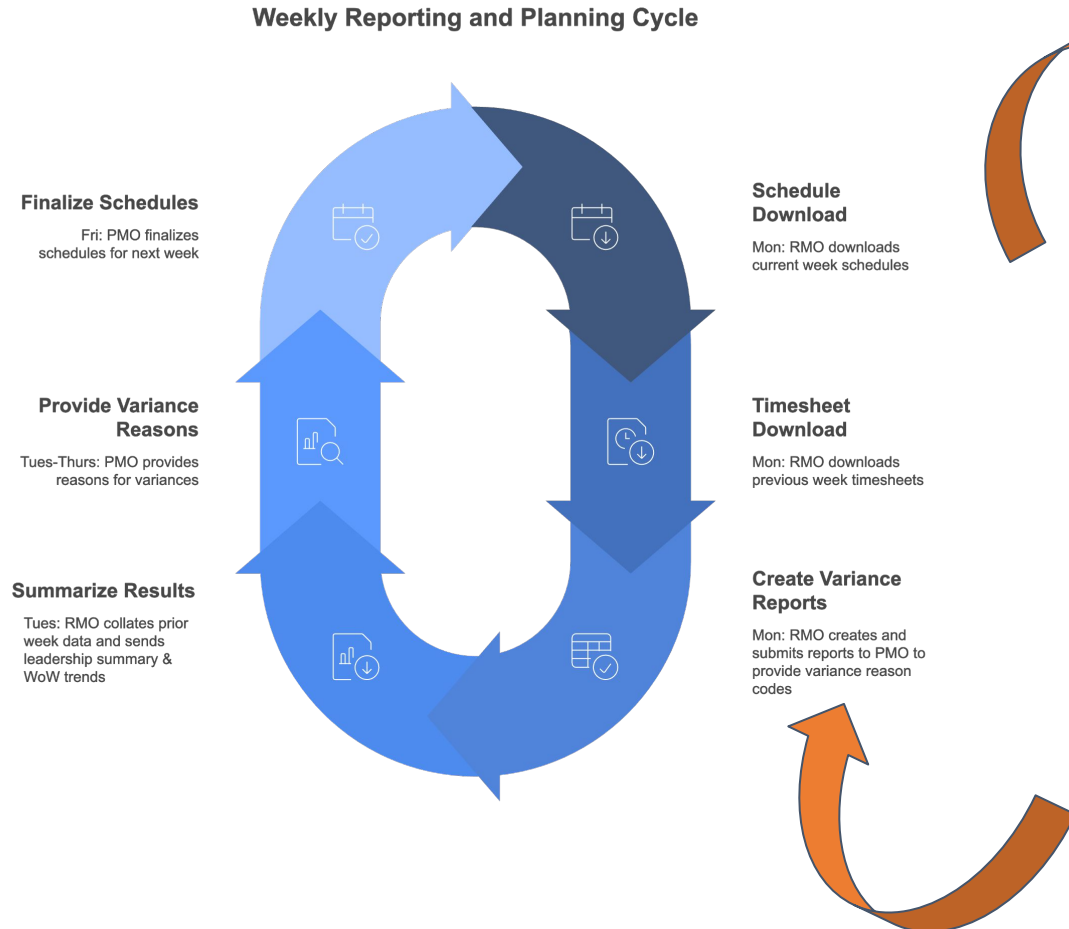 Weekly Reporting and Planning Cycle
Finalize Schedules
Fri: PMO finalizes
schedules for next week
Schedule
Download
Mon: RMO downloads
current week schedules
Provide Variance
Reasons
Tues-Thurs: PMO provides
reasons for variances
Timesheet
Download
Mon: RMO downloads
previous week timesheets
Summarize Results
Tues: RMO collates prior
week data and sends
leadership summary &
WoW trends
Create Variance
Reports
Mon: RMO creates and
submits reports to PMO to
provide variance reason
codes